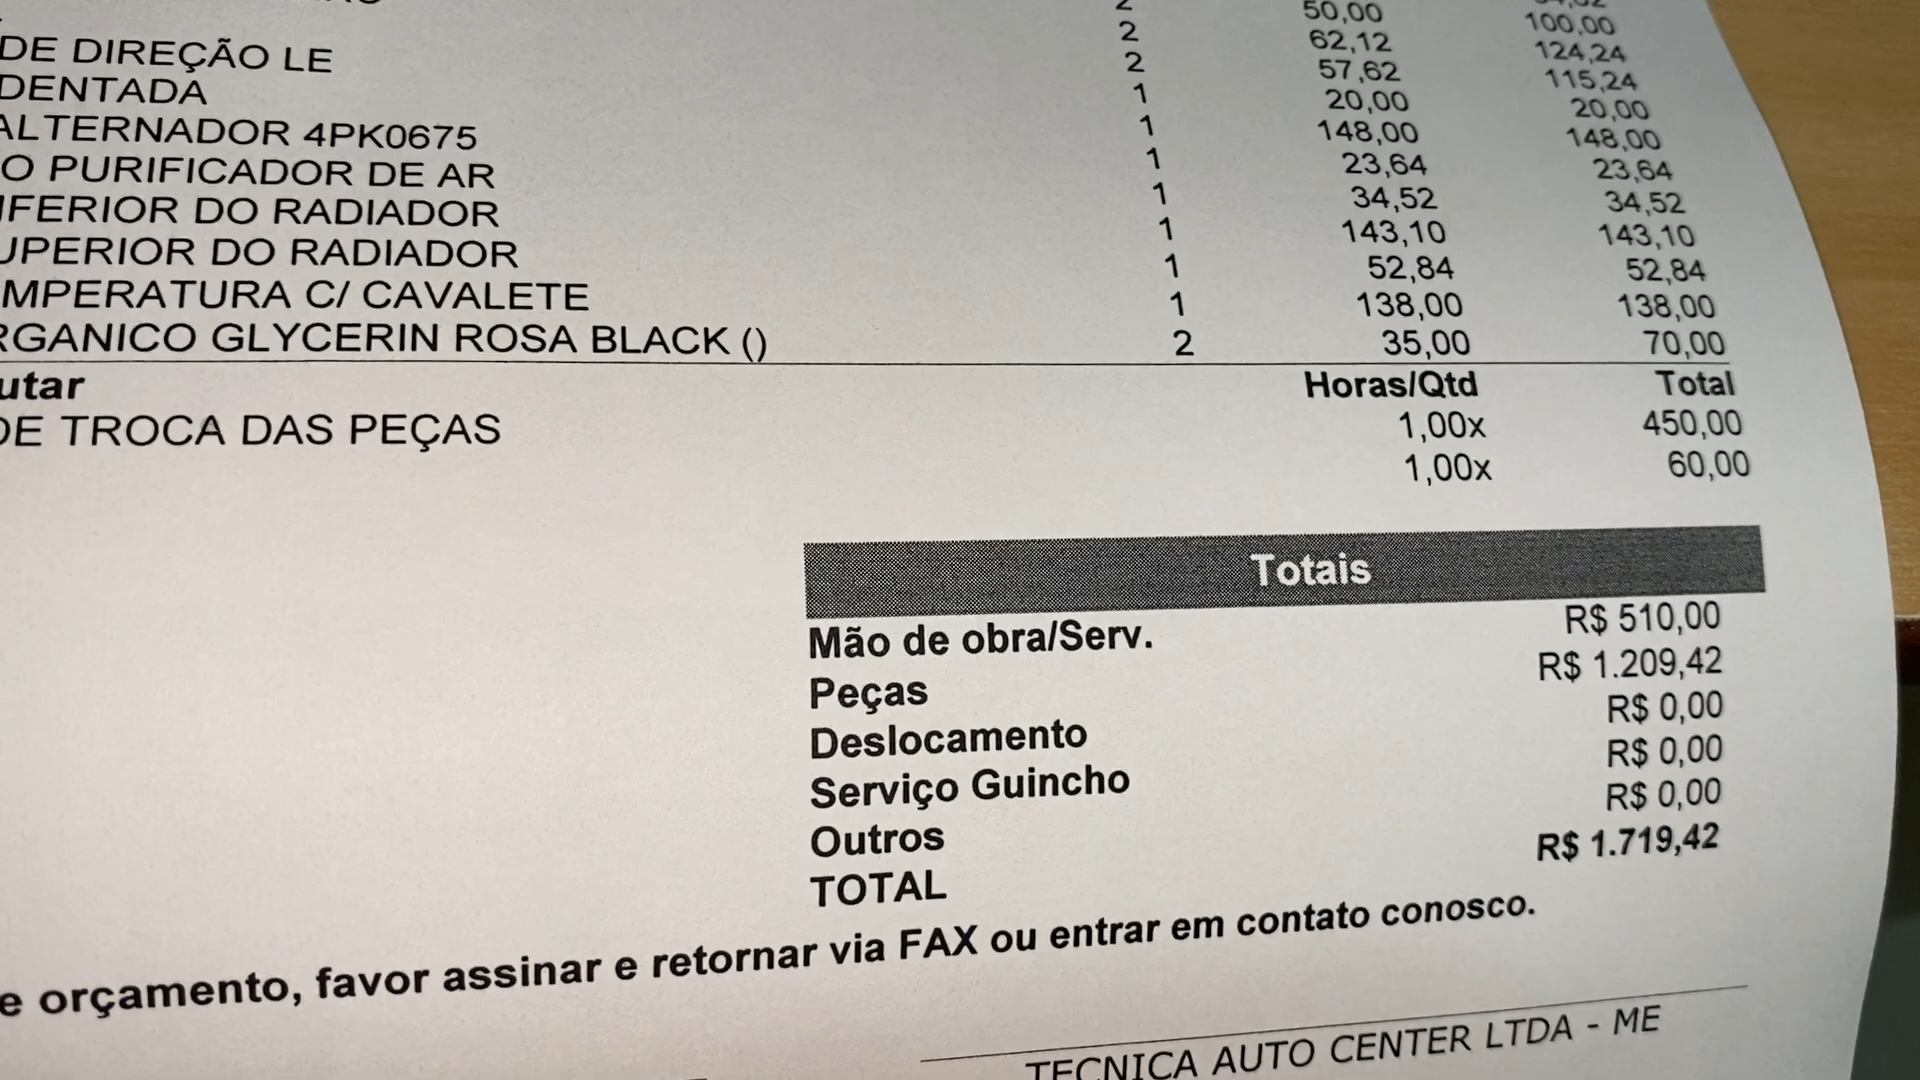 2 50,00 100,00
DE DIREÇÃO LE 2 62,12 124,24
DENTADA 2 57,62 115,24
ALTERNADOR 4PK0675 1 20,00 20,00
O PURIFICADOR DE AR 1 148,00 148,00
FERIOR DO RADIADOR 1 23,64 23,64
UPERIOR DO RADIADOR 1 34,52 34,52
MPERATURA C/ CAVALETE 1 143,10 143,10
RGANICO GLYCERIN ROSA BLACK () 1 52,84 52,84
1 138,00 138,00
2 35,00 70,00
utar Horas/Qtd Total
DE TROCA DAS PEÇAS 1,00x 450,00
1,00x 60,00
Totais
Mão de obra/Serv. R$ 510,00
Peças R$ 1.209,42
Deslocamento R$ 0,00
Serviço Guincho R$ 0,00
Outros R$ 0,00
TOTAL R$ 1.719,42
e orçamento, favor assinar e retornar via FAX ou entrar em contato conosco.
TECNICA AUTO CENTER LTDA - ME